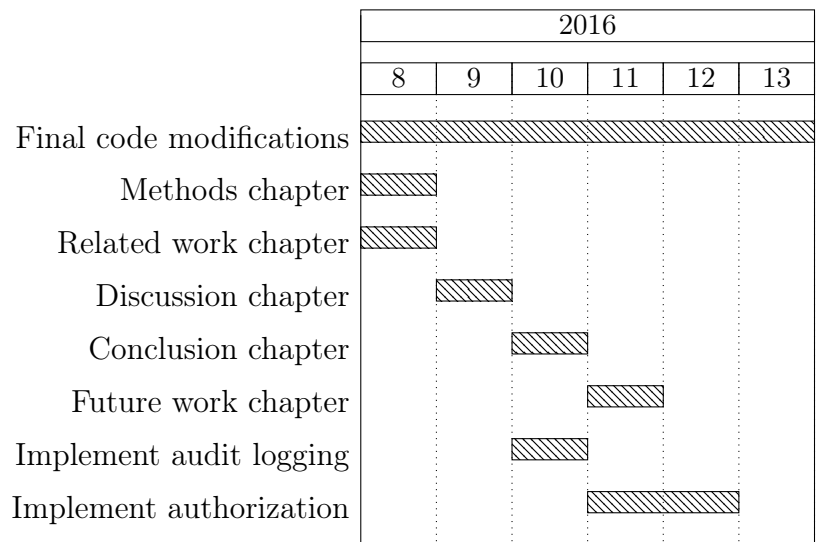 2016
8 9 10 11 12 13
Final code modifications
Methods chapter
Related work chapter
Discussion chapter
Conclusion chapter
Future work chapter
Implement audit logging
Implement authorization